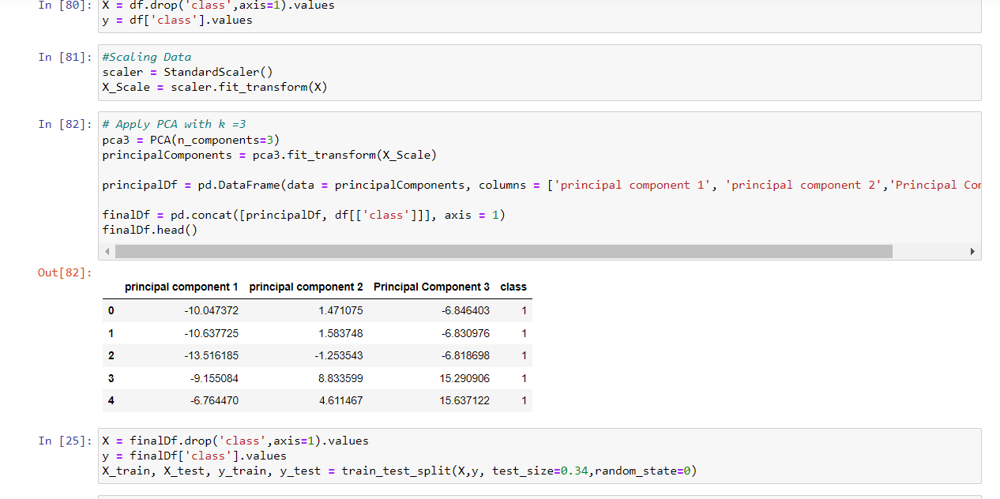 In [80]: X = df.drop('class',axis=1).values
y = df['class'].values
In [81]: #Scaling Data
scaler = StandardScaler()
X_Scale = scaler.fit_transform(X)
In [82]: # Apply PCA with k =3
pca3 = PCA(n_components=3)
principalComponents = pca3.fit_transform(X_Scale)
principalDf = pd.DataFrame(data = principalComponents, columns = ['principal component 1', 'principal component 2','Principal Con
finalDf = pd.concat([principalDf, df[['class']]], axis = 1)
finalDf.head()
Out[82]:
principal component 1 principal component 2 Principal Component 3 class
0 -10.047372 1.471075 -6.846403 1
1 -10.637725 1.583748 -6.830976 1
2 -13.516185 -1.253543 -6.818698 1
3 -9.155084 8.833599 15.290906 1
4 -6.764470 4.611467 15.637122 1
In [25]: X = finalDf.drop('class',axis=1).values
y = finalDf['class'].values
X_train, X_test, y_train, y_test = train_test_split(X,y, test_size=0.34,random_state=0)